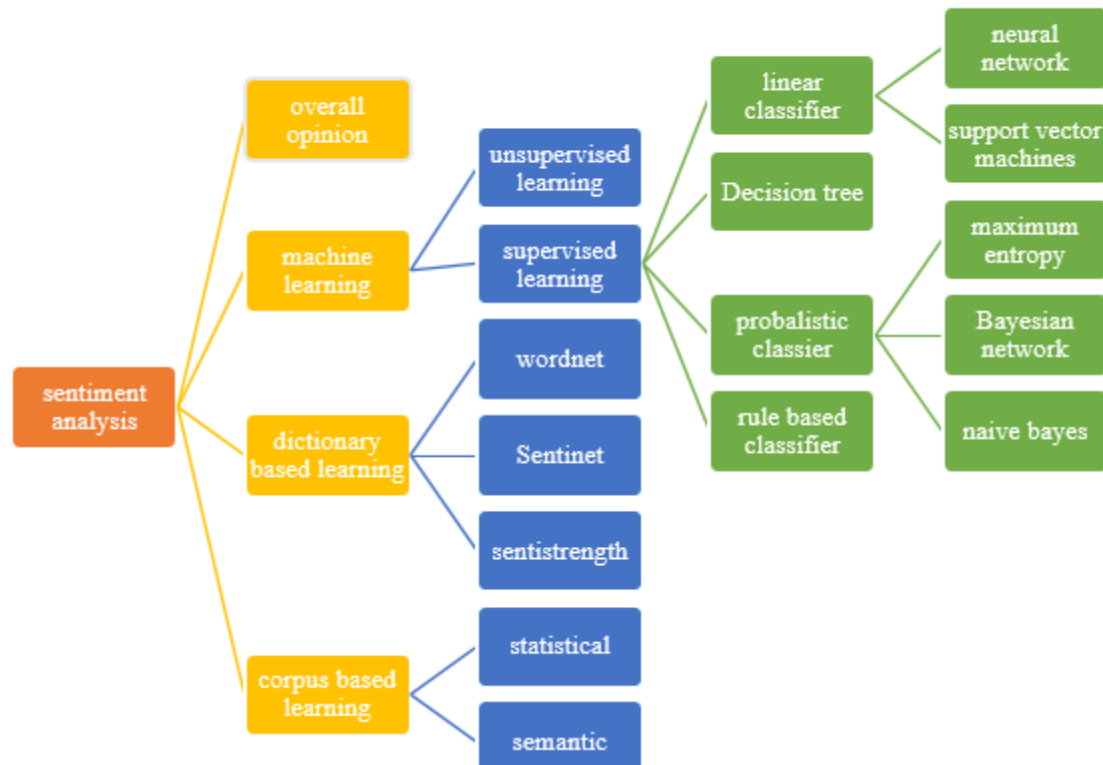 sentiment
analysis
overall
opinion
machine
learning
dictionary
based learning
corpus based
learning
unsupervised
learning
supervised
learning
wordnet
Sentinet
sentistrength
statistical
semantic
linear
classifier
Decision tree
probalistic
classier
rule based
classifier
neural
network
support vector
machines
maximum
entropy
Bayesian
network
naive bayes